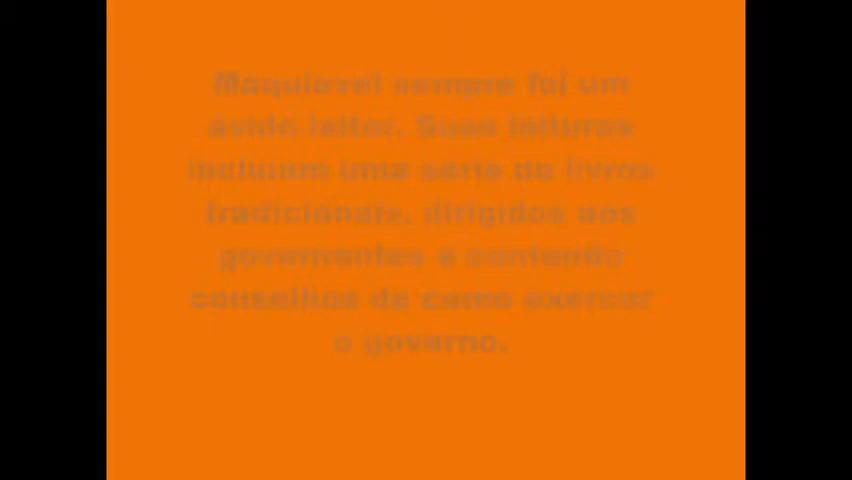 Maquiavel sempre foi um
ávido leitor. Suas leituras
incluíam uma série de livros
tradicionais, dirigidos aos
governantes e contendo
conselhos de como exercer
o governo.